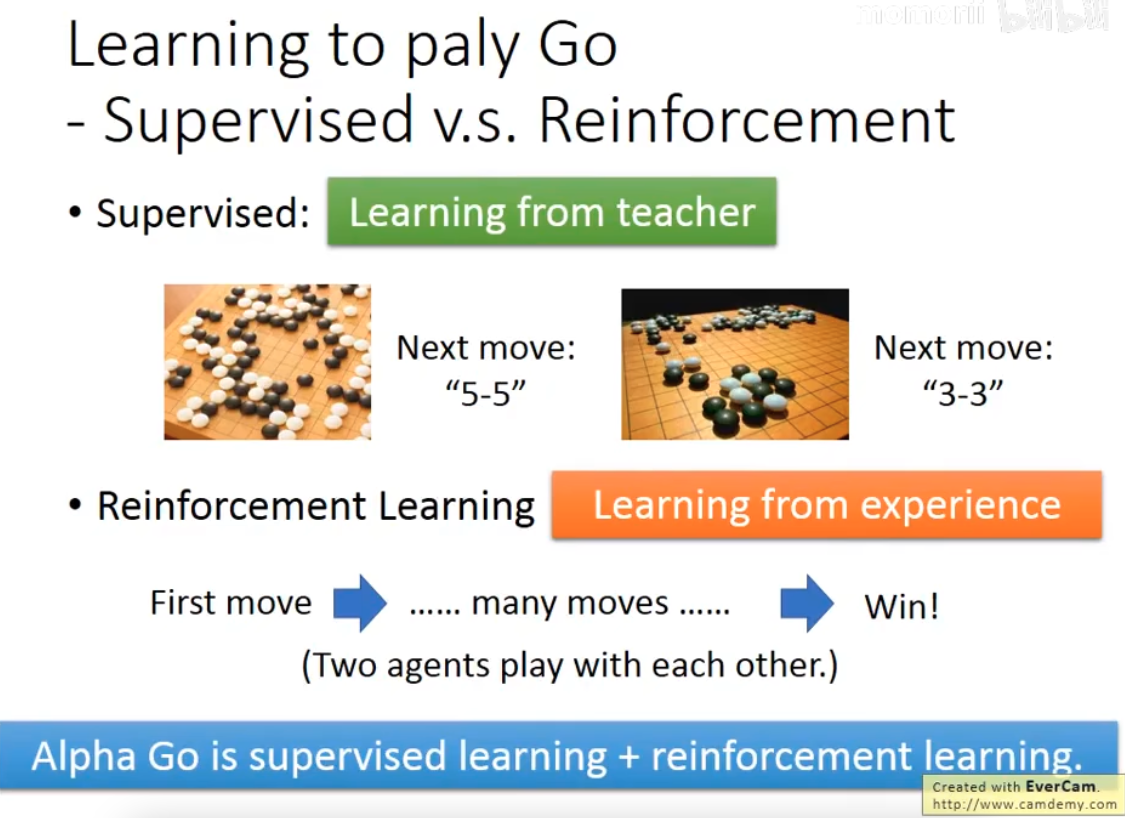 momorii bilibili
Learning to paly Go
- Supervised v.s. Reinforcement
• Supervised: Learning from teacher
Next move:
“5-5”
Next move:
“3-3”
• Reinforcement Learning Learning from experience
First move …… many moves …… Win!
(Two agents play with each other.)
Alpha Go is supervised learning + reinforcement learning.
Created with EverCam.
http://www.camdemy.com